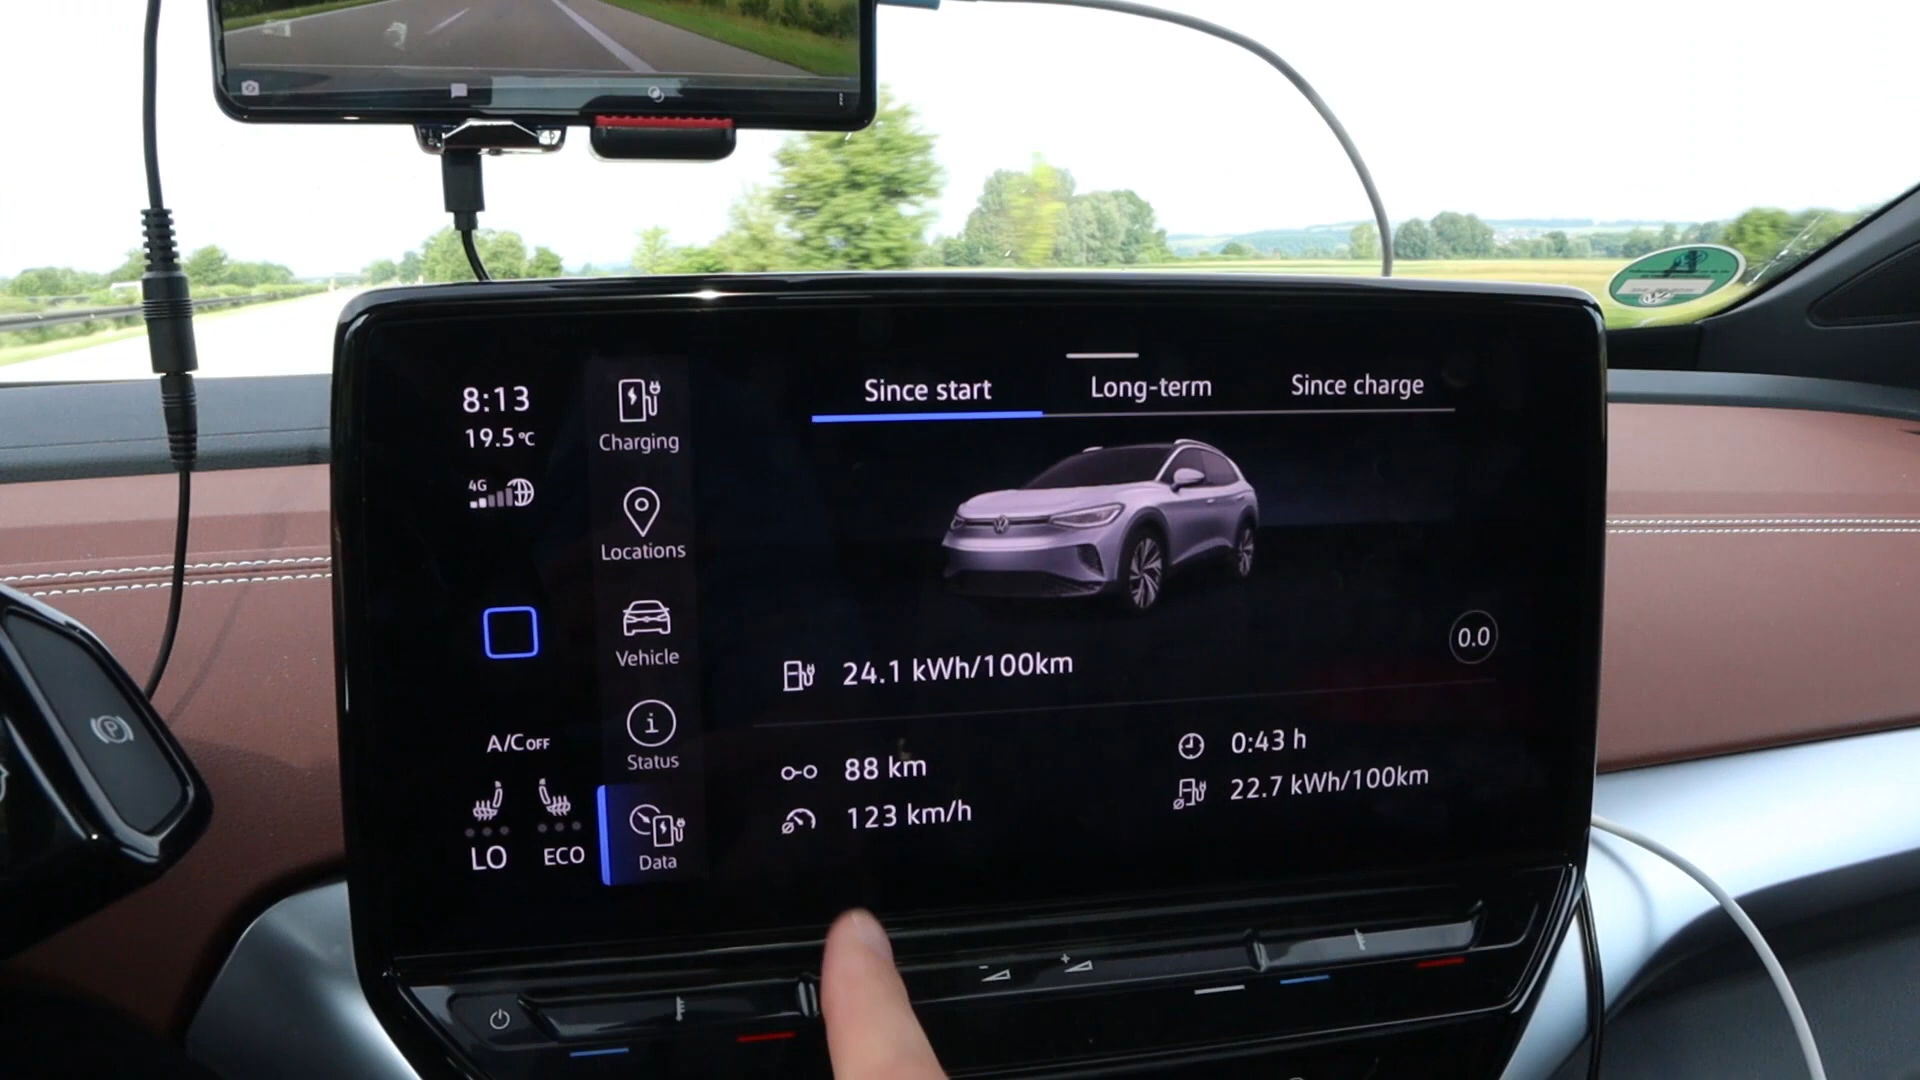 Since start Long-term Since charge
8:13
19.5°C
4G
Charging
Locations
Vehicle
Status
Data
A/C OFF
LO ECO
0.0
24.1 kWh/100km
88 km
0:43 h
123 km/h
22.7 kWh/100km
P